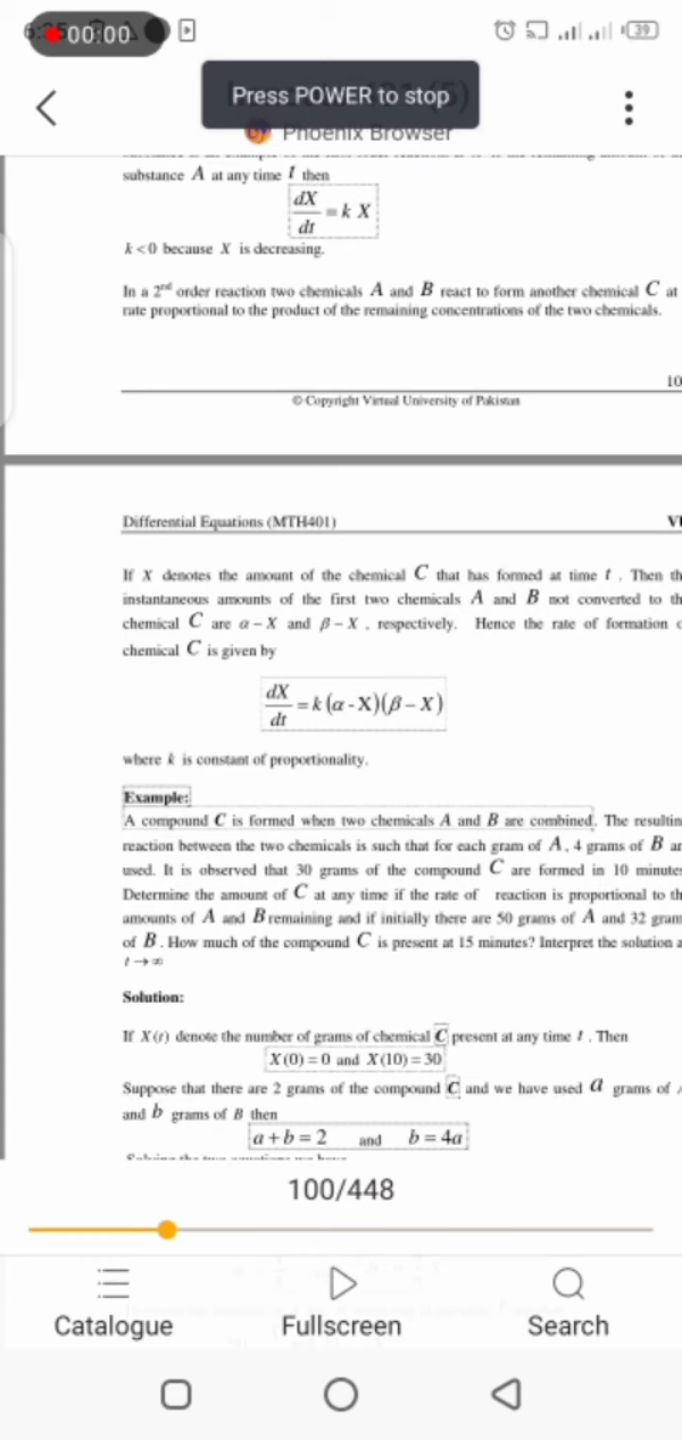 00:00
39
Press POWER to stop
Phoenix Browser
substance A at any time t then
dX/dt = k X
k < 0 because X is decreasing.
In a 2nd order reaction two chemicals A and B react to form another chemical C at
rate proportional to the product of the remaining concentrations of the two chemicals.
10
© Copyright Virtual University of Pakistan
Differential Equations (MTH401)
If X denotes the amount of the chemical C that has formed at time t . Then
instantaneous amounts of the first two chemicals A and B not converted to
chemical C are α – X and β – X , respectively. Hence the rate of formation
chemical C is given by
dX/dt = k (α - X)(β – X)
where k is constant of proportionality.
Example:
A compound C is formed when two chemicals A and B are combined. The
reaction between the two chemicals is such that for each gram of A , 4 grams of B
used. It is observed that 30 grams of the compound C are formed in 10
Determine the amount of C at any time if the rate of reaction is proportional to
amounts of A and B remaining and if initially there are 50 grams of A and 32
of B . How much of the compound C is present at 15 minutes? Interpret the solution
t → ∞
Solution:
If X(t) denote the number of grams of chemical C present at any time t . Then
X(0) = 0 and X(10) = 30
Suppose that there are 2 grams of the compound C and we have used a grams of
and b grams of B then
a + b = 2 and b = 4a
100/448
Catalogue
Fullscreen
Search